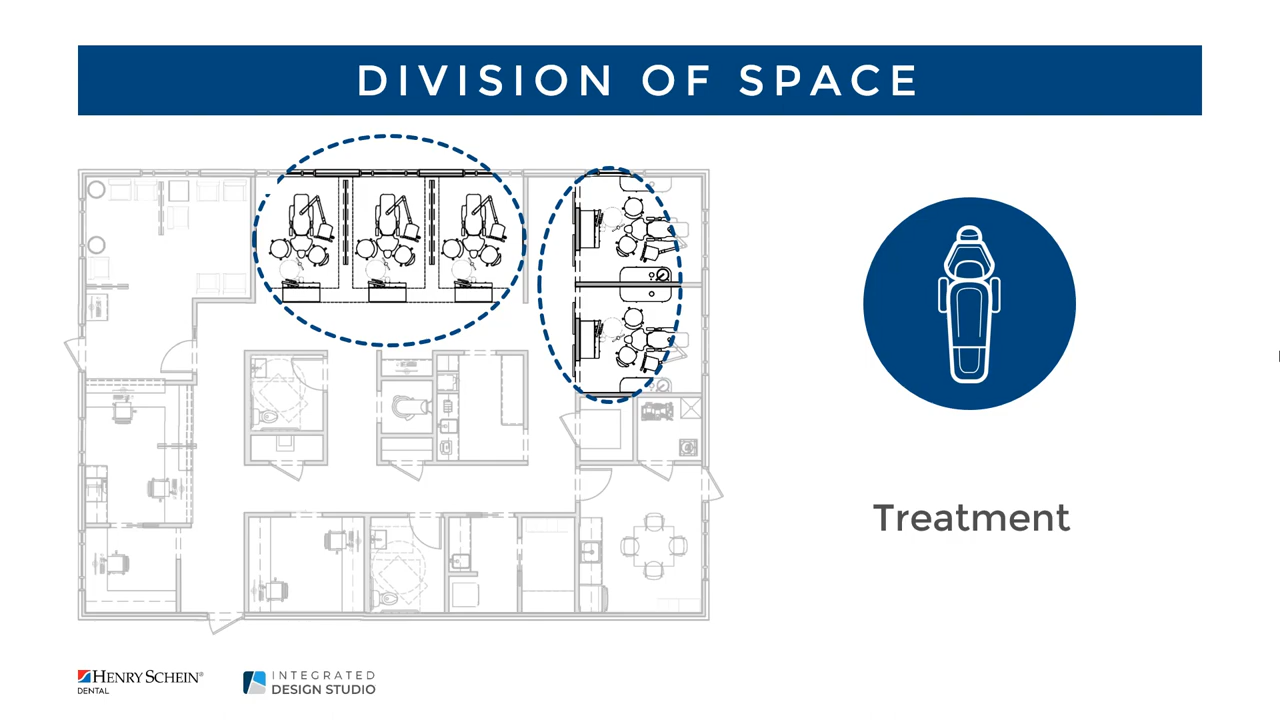 DIVISION OF SPACE
Treatment
HENRY SCHEIN®
DENTAL
INTEGRATED
DESIGN STUDIO